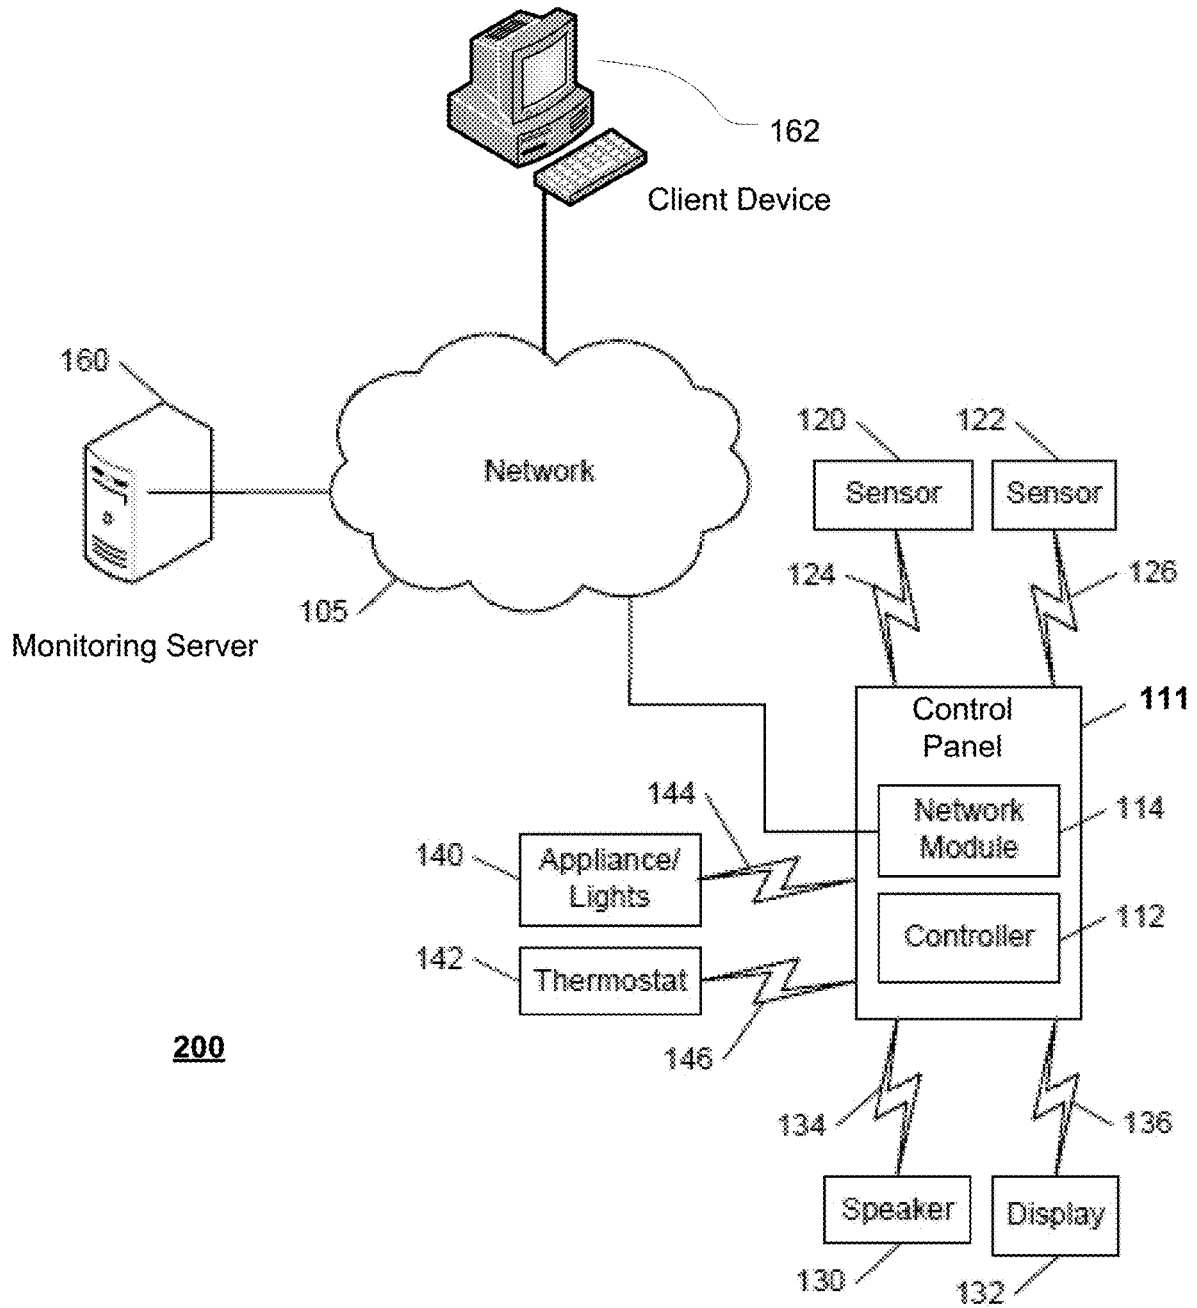 162
Client Device
160
Network
105
Monitoring Server
120
122
Sensor
Sensor
124
126
Control
Panel
111
144
Network
Module
114
140
Appliance/
Lights
Controller
112
142
Thermostat
146
200
134
136
Speaker
Display
130
132